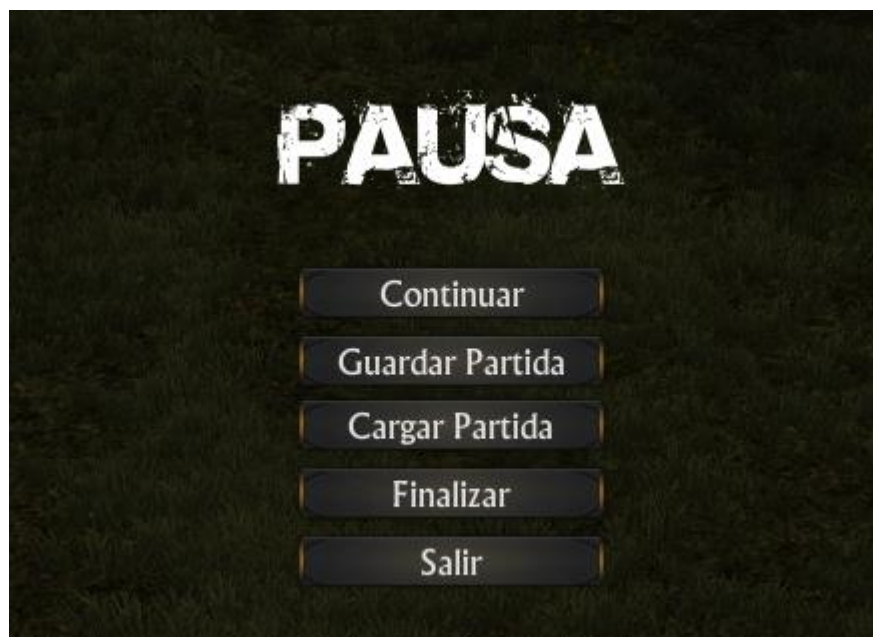 PAUSA
Continuar
Guardar Partida
Cargar Partida
Finalizar
Salir